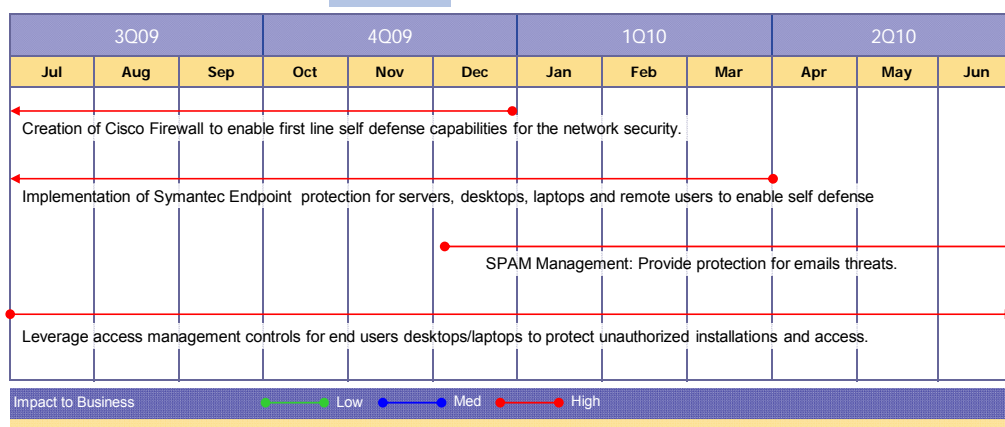 3Q09 4Q09 1Q10 2Q10
Jul Aug Sep Oct Nov Dec Jan Feb Mar Apr May Jun
Creation of Cisco Firewall to enable first line self defense capabilities for the network security.
Implementation of Symantec Endpoint protection for servers, desktops, laptops and remote users to enable self defense
SPAM Management: Provide protection for emails threats.
Leverage access management controls for end users desktops/laptops to protect unauthorized installations and access.
Impact to Business Low Med High